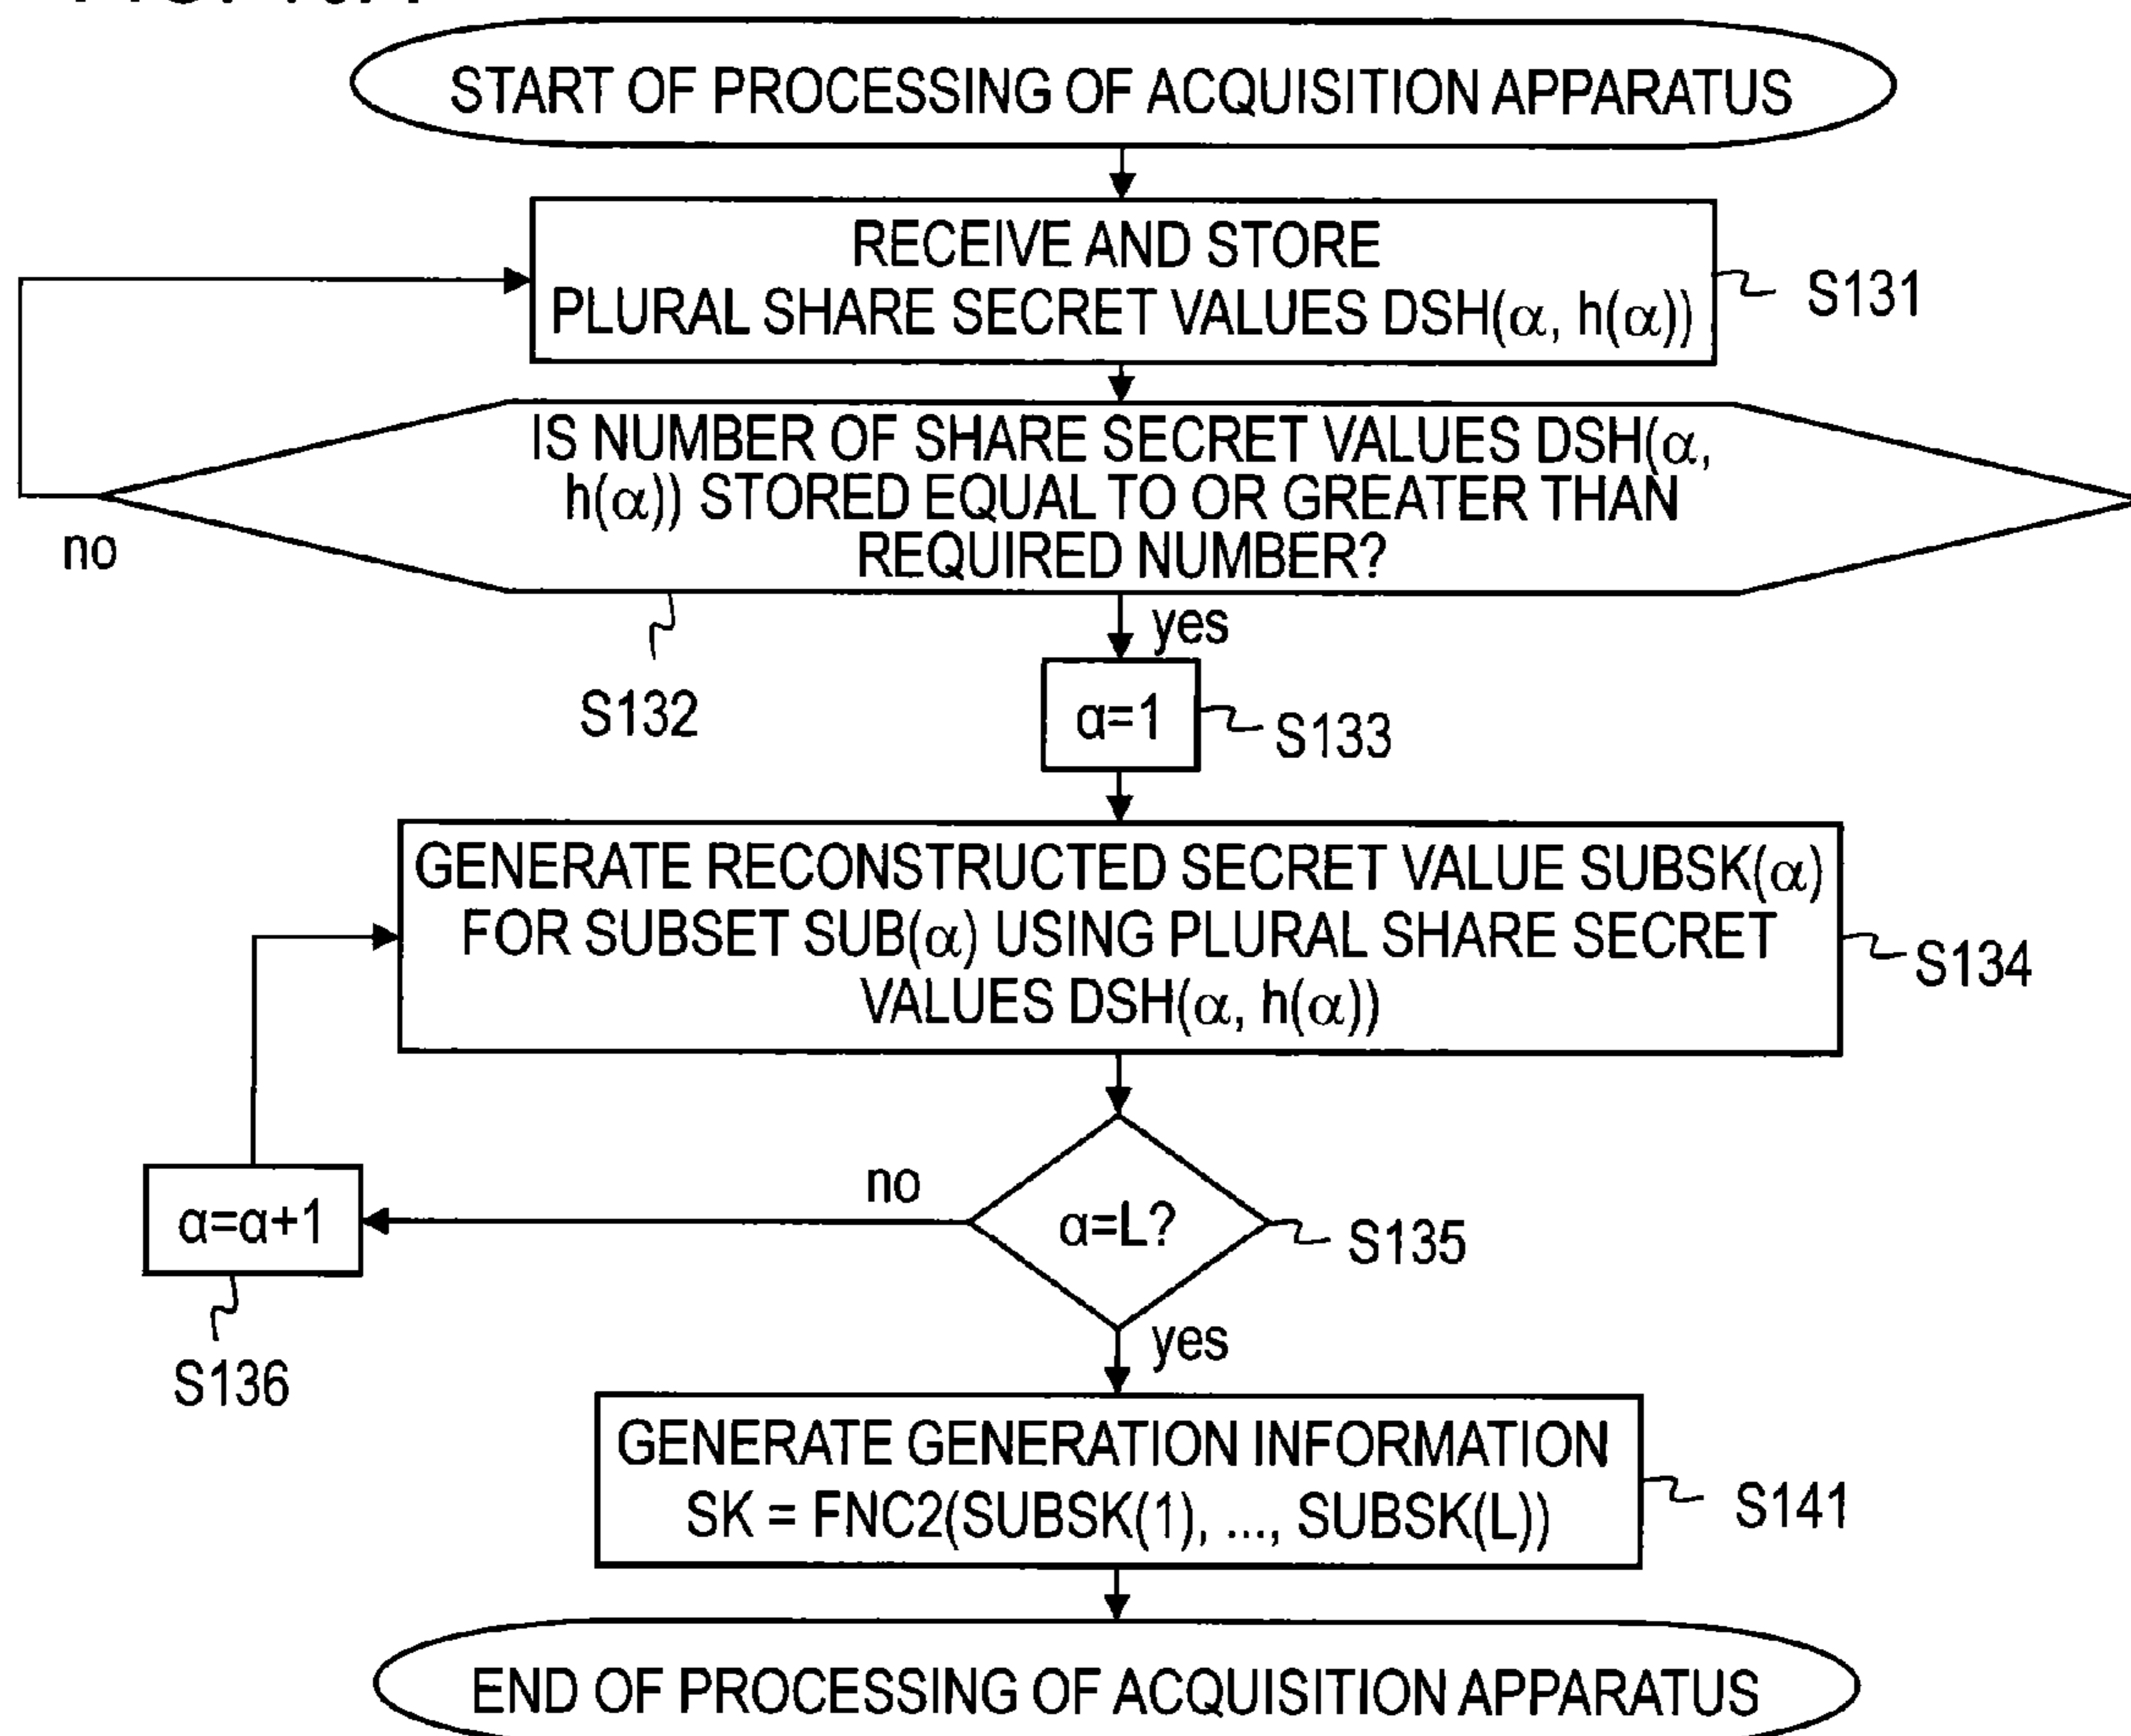 START OF PROCESSING OF ACQUISITION APPARATUS
RECEIVE AND STORE
PLURAL SHARE SECRET VALUES DSH(α, h(α))
S131
IS NUMBER OF SHARE SECRET VALUES DSH(α,
h(α)) STORED EQUAL TO OR GREATER THAN
REQUIRED NUMBER?
no
yes
S132
α=1
S133
GENERATE RECONSTRUCTED SECRET VALUE SUBSK(α)
FOR SUBSET SUB(α) USING PLURAL SHARE SECRET
VALUES DSH(α, h(α))
S134
no
α=α+1
α=L?
S135
S136
yes
GENERATE GENERATION INFORMATION
SK = FNC2(SUBSK(1), ..., SUBSK(L))
S141
END OF PROCESSING OF ACQUISITION APPARATUS